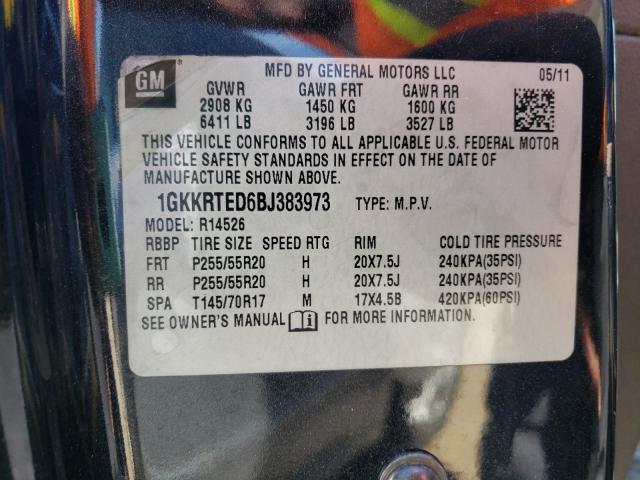 GM ®
MFD BY GENERAL MOTORS LLC 05/11
GVWR GAWR FRT GAWR RR
2908 KG 1450 KG 1600 KG
6411 LB 3196 LB 3527 LB
THIS VEHICLE CONFORMS TO ALL APPLICABLE U.S. FEDERAL MOTOR
VEHICLE SAFETY STANDARDS IN EFFECT ON THE DATE OF
MANUFACTURE SHOWN ABOVE.
1GKKRTED6BJ383973 TYPE: M.P.V.
MODEL: R14526
RBBP TIRE SIZE SPEED RTG RIM COLD TIRE PRESSURE
FRT P255/55R20 H 20X7.5J 240KPA(35PSI)
RR P255/55R20 H 20X7.5J 240KPA(35PSI)
SPA T145/70R17 M 17X4.5B 420KPA(60PSI)
SEE OWNER'S MANUAL i FOR MORE INFORMATION.